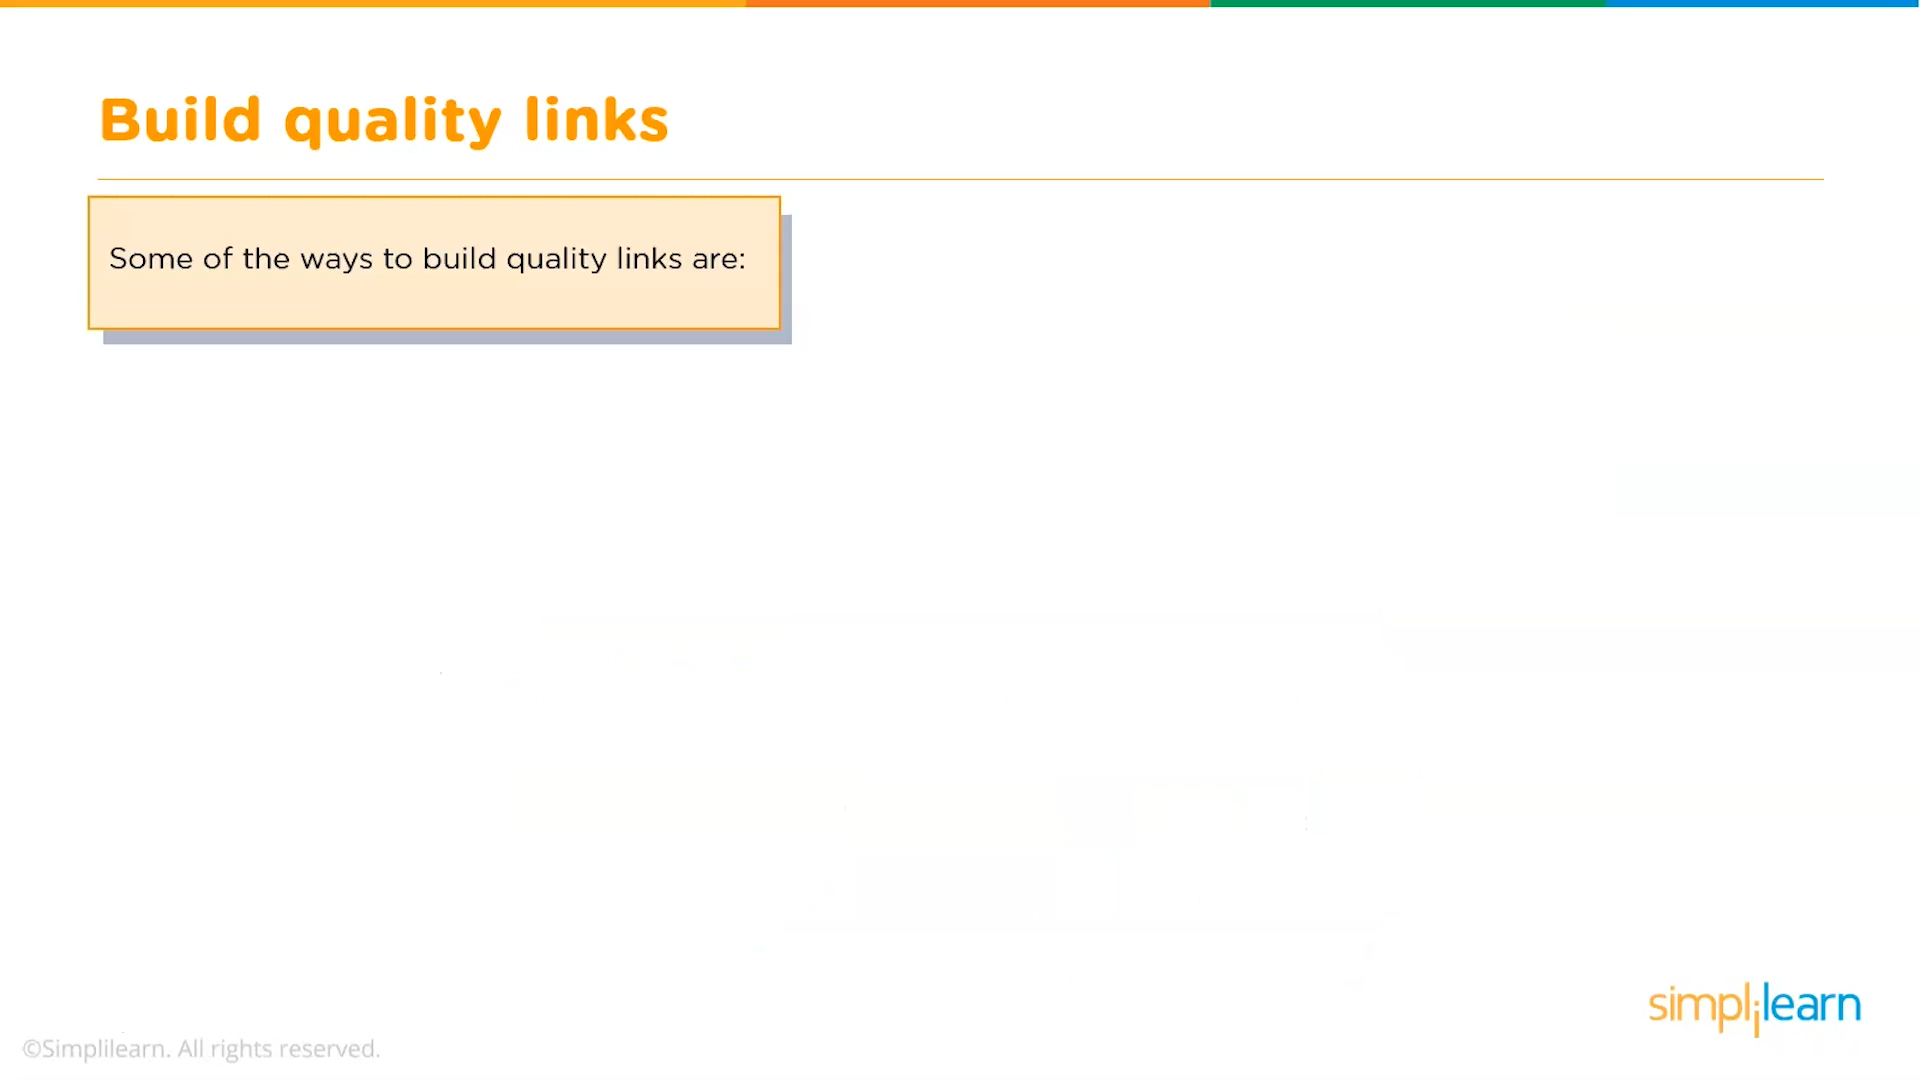 Build quality links
Some of the ways to build quality links are:
simplilearn
©Simplilearn. All rights reserved.